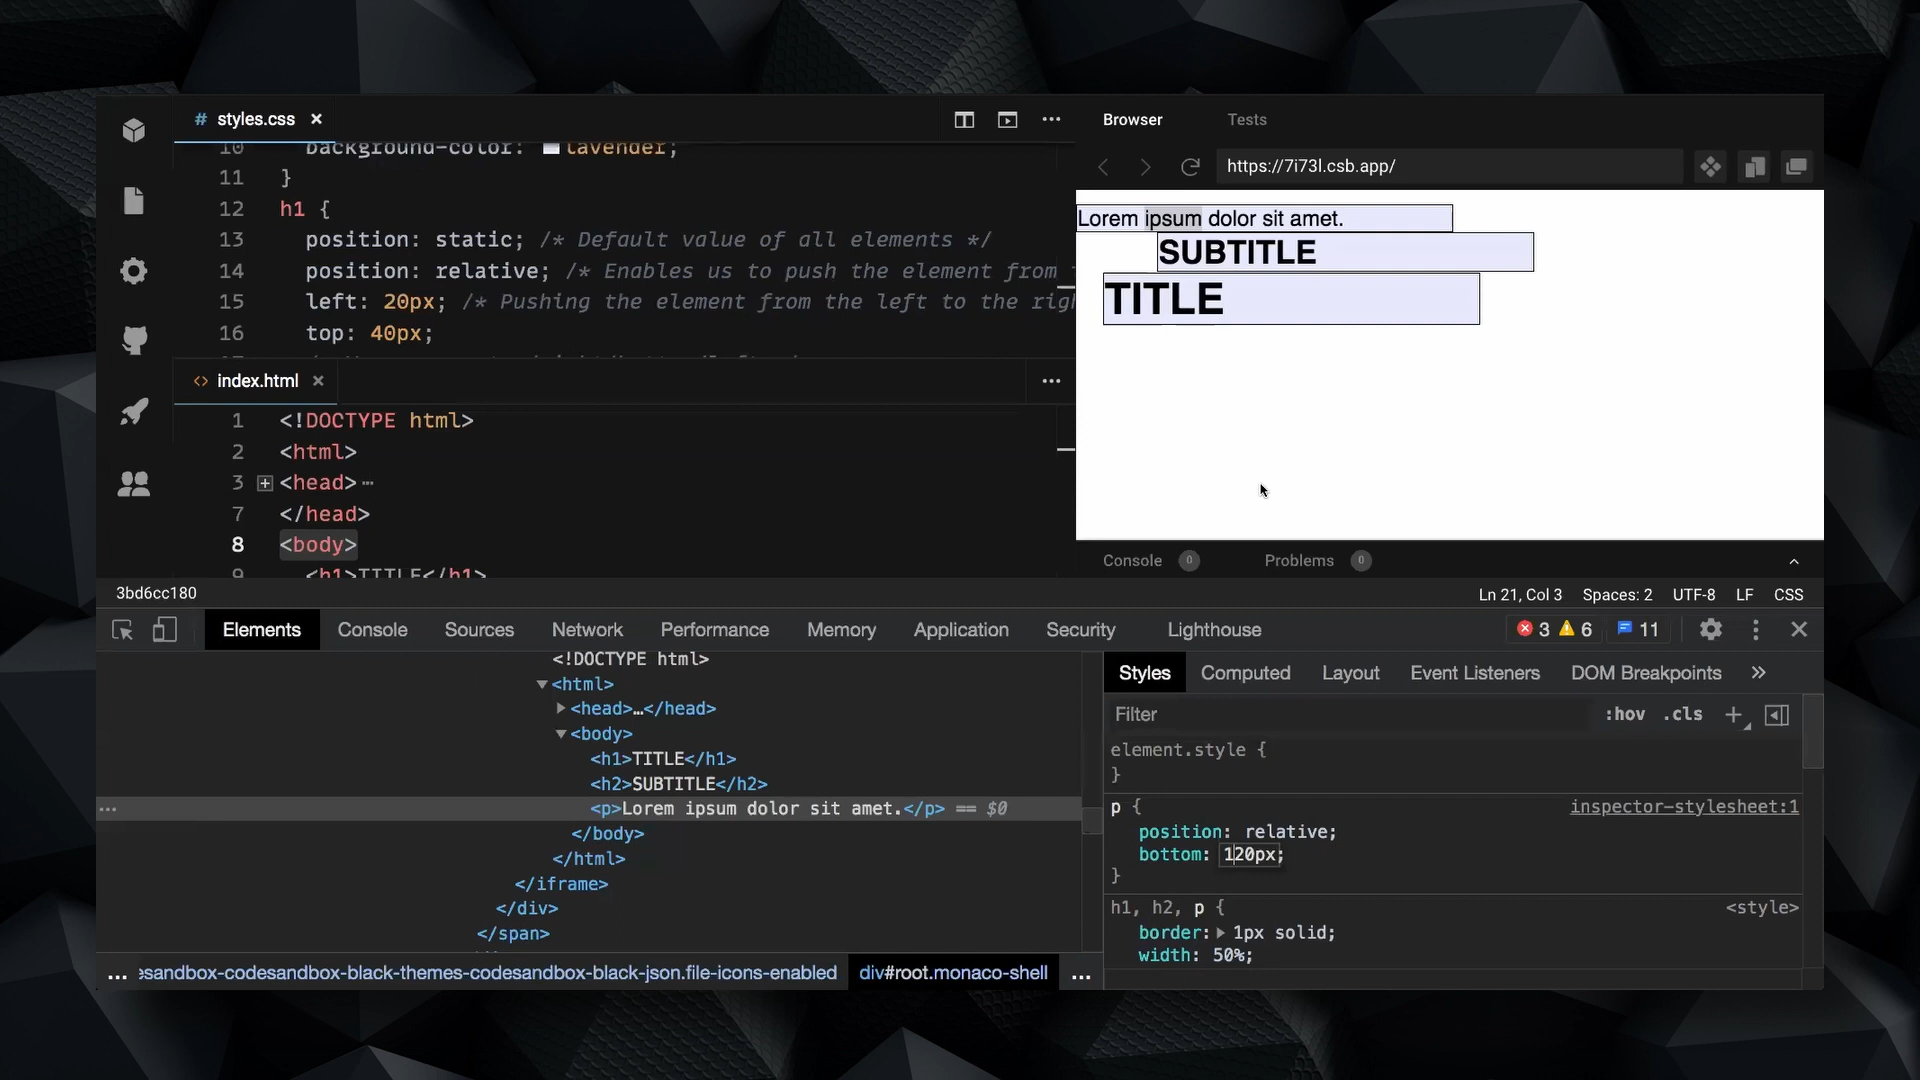 # styles.css ×
10 background-color: lavender;
11 }
12 h1 {
13 position: static; /* Default value of all elements */
14 position: relative; /* Enables us to push the element from
15 left: 20px; /* Pushing the element from the left to the righ
16 top: 40px;
<> index.html ×
1 <!DOCTYPE html>
2 <html>
3 <head>
7 </head>
8 <body>
9 <h1>TITLE</h1>
3bd6cc180
Ln 21, Col 3 Spaces: 2 UTF-8 LF CSS
Browser Tests
https://7i73l.csb.app/
Lorem ipsum dolor sit amet.
SUBTITLE
TITLE
Console 0 Problems 0
Elements Console Sources Network Performance Memory Application Security Lighthouse 3 6 11
<!DOCTYPE html>
<html>
<head>…</head>
<body>
<h1>TITLE</h1>
<h2>SUBTITLE</h2>
<p>Lorem ipsum dolor sit amet.</p> == $0
</body>
</html>
</iframe>
</div>
</span>
... esandbox-codesandbox-black-themes-codesandbox-black-json.file-icons-enabled div#root.monaco-shell ...
Styles Computed Layout Event Listeners DOM Breakpoints »
Filter :hov .cls +
element.style {
}
p { inspector-stylesheet:1
position: relative;
bottom: 120px;
}
h1, h2, p { <style>
border: 1px solid;
width: 50%;